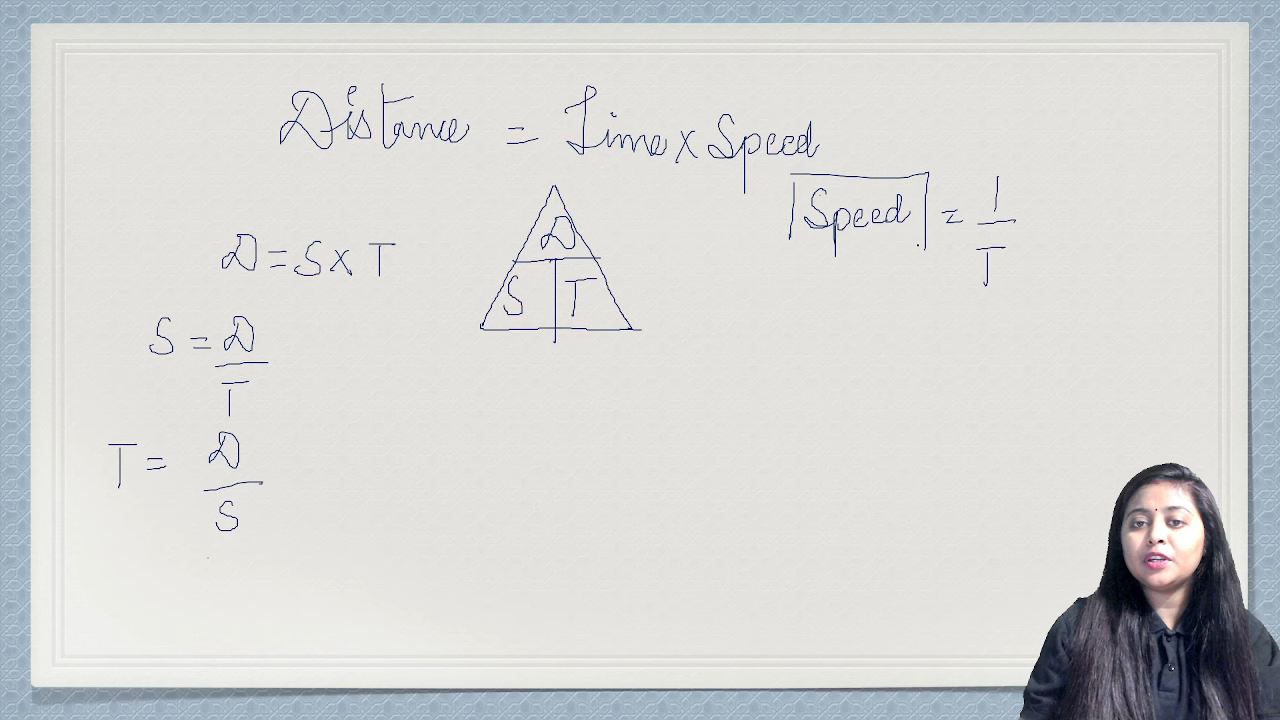 Distance = Time x Speed
Speed = 1/T
D = S x T
D
S T
S = D/T
T = D/S